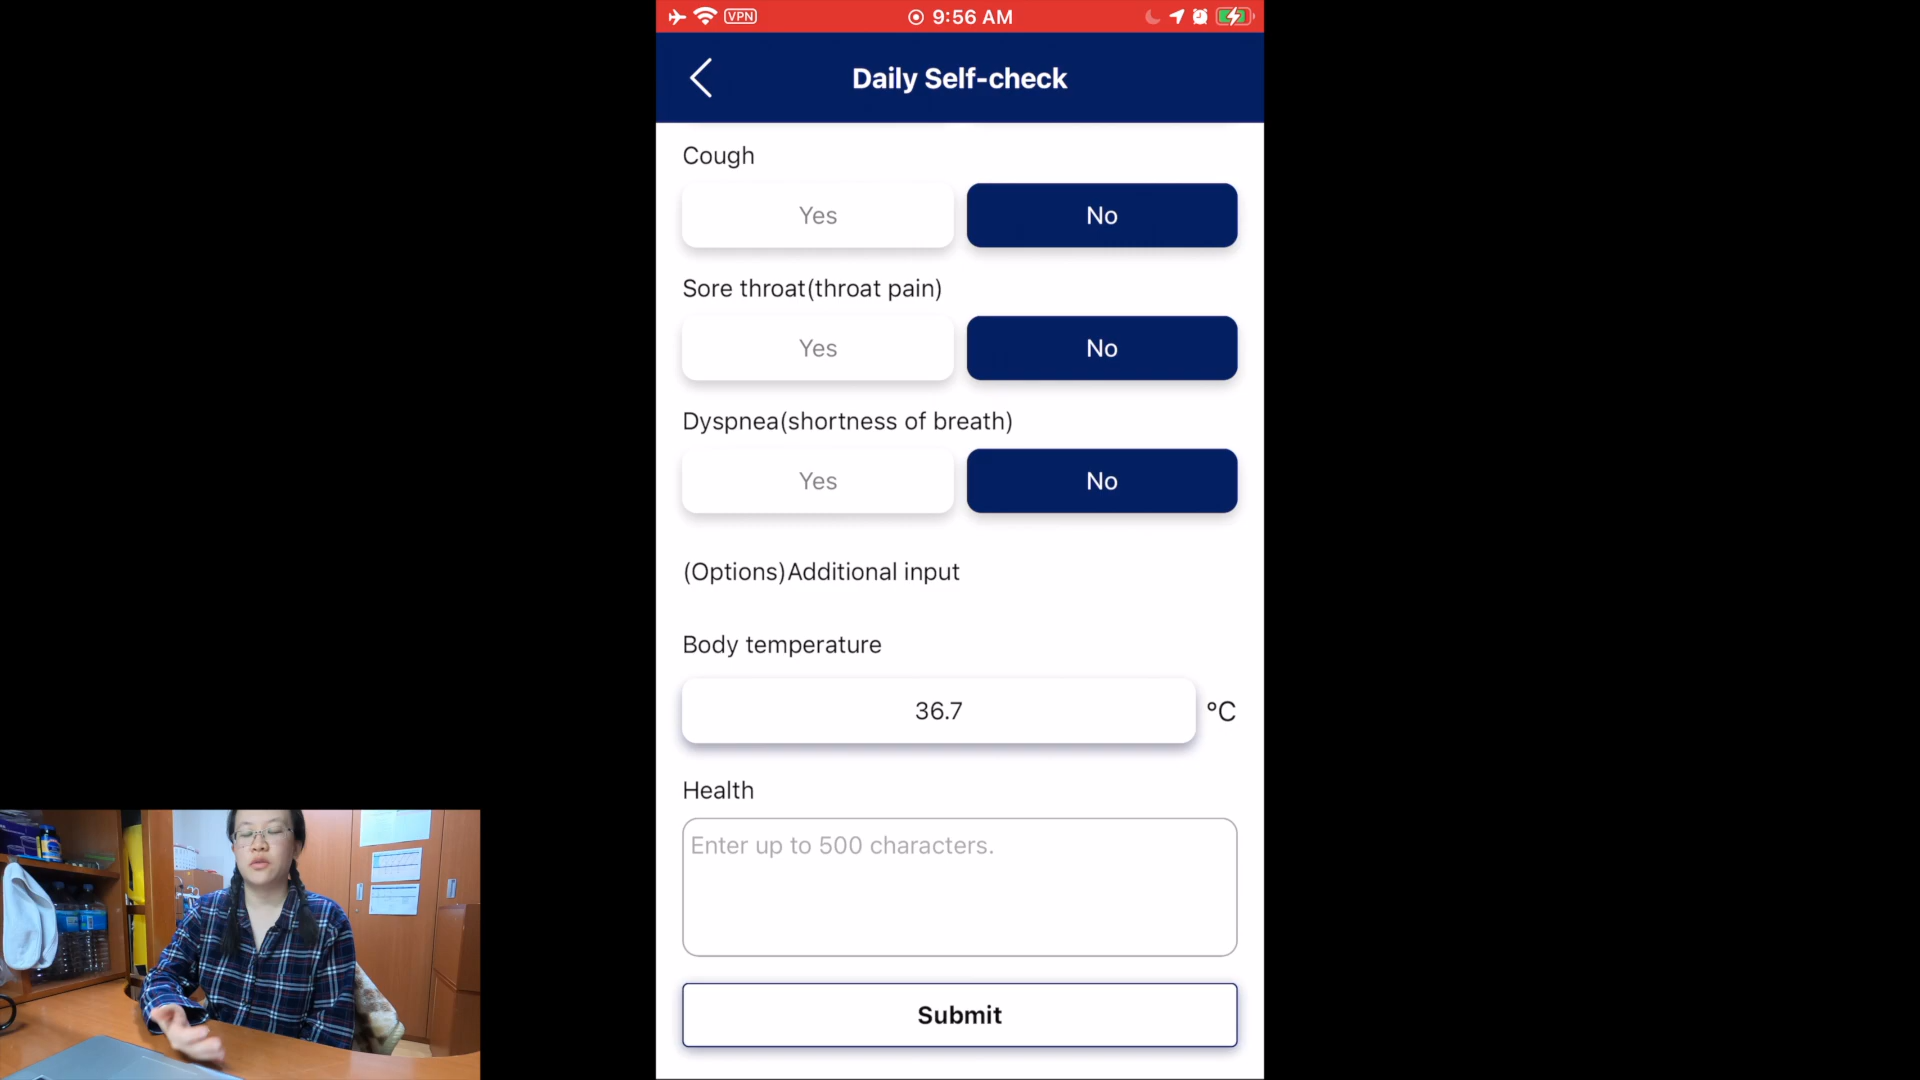 VPN
9:56 AM
Daily Self-check
Cough
Yes
No
Sore throat(throat pain)
Yes
No
Dyspnea(shortness of breath)
Yes
No
(Options)Additional input
Body temperature
36.7
°C
Health
Enter up to 500 characters.
Submit